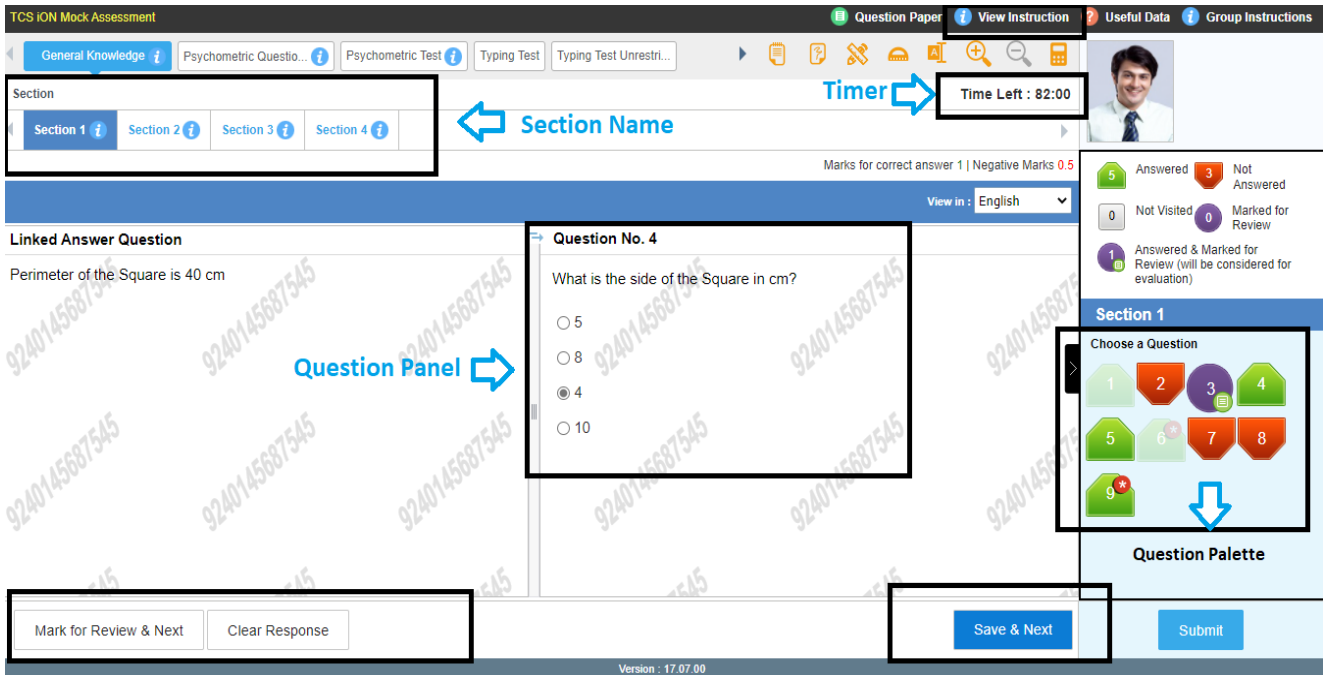 TCS iON Mock Assessment
Question Paper View Instruction Useful Data Group Instructions
General Knowledge Psychometric Questio... Psychometric Test Typing Test Typing Test Unrestri...
Section
Timer
Time Left : 82:00
Section 1 Section 2 Section 3 Section 4
Section Name
Marks for correct answer 1 | Negative Marks 0.5
View in : English
5 Answered 3 Not Answered
0 Not Visited 0 Marked for Review
1 Answered & Marked for
Review (will be considered for
evaluation)
Linked Answer Question
Perimeter of the Square is 40 cm
Question No. 4
What is the side of the Square in cm?
5
8
4
10
Question Panel
Section 1
Choose a Question
1 2 3 4
5 6 7 8
9
Question Palette
9240145687545
Mark for Review & Next Clear Response Save & Next Submit
Version : 17.07.00